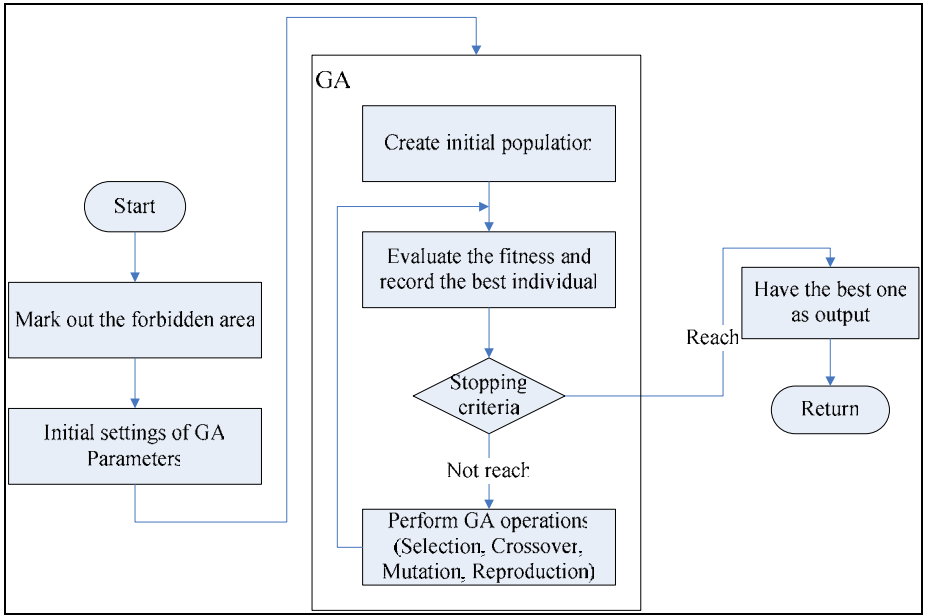 Start
Mark out the forbidden area
Initial settings of GA
Parameters
GA
Create initial population
Evaluate the fitness and
record the best individual
Stopping
criteria
Not reach
Perform GA operations
(Selection, Crossover,
Mutation, Reproduction)
Reach
Have the best one
as output
Return